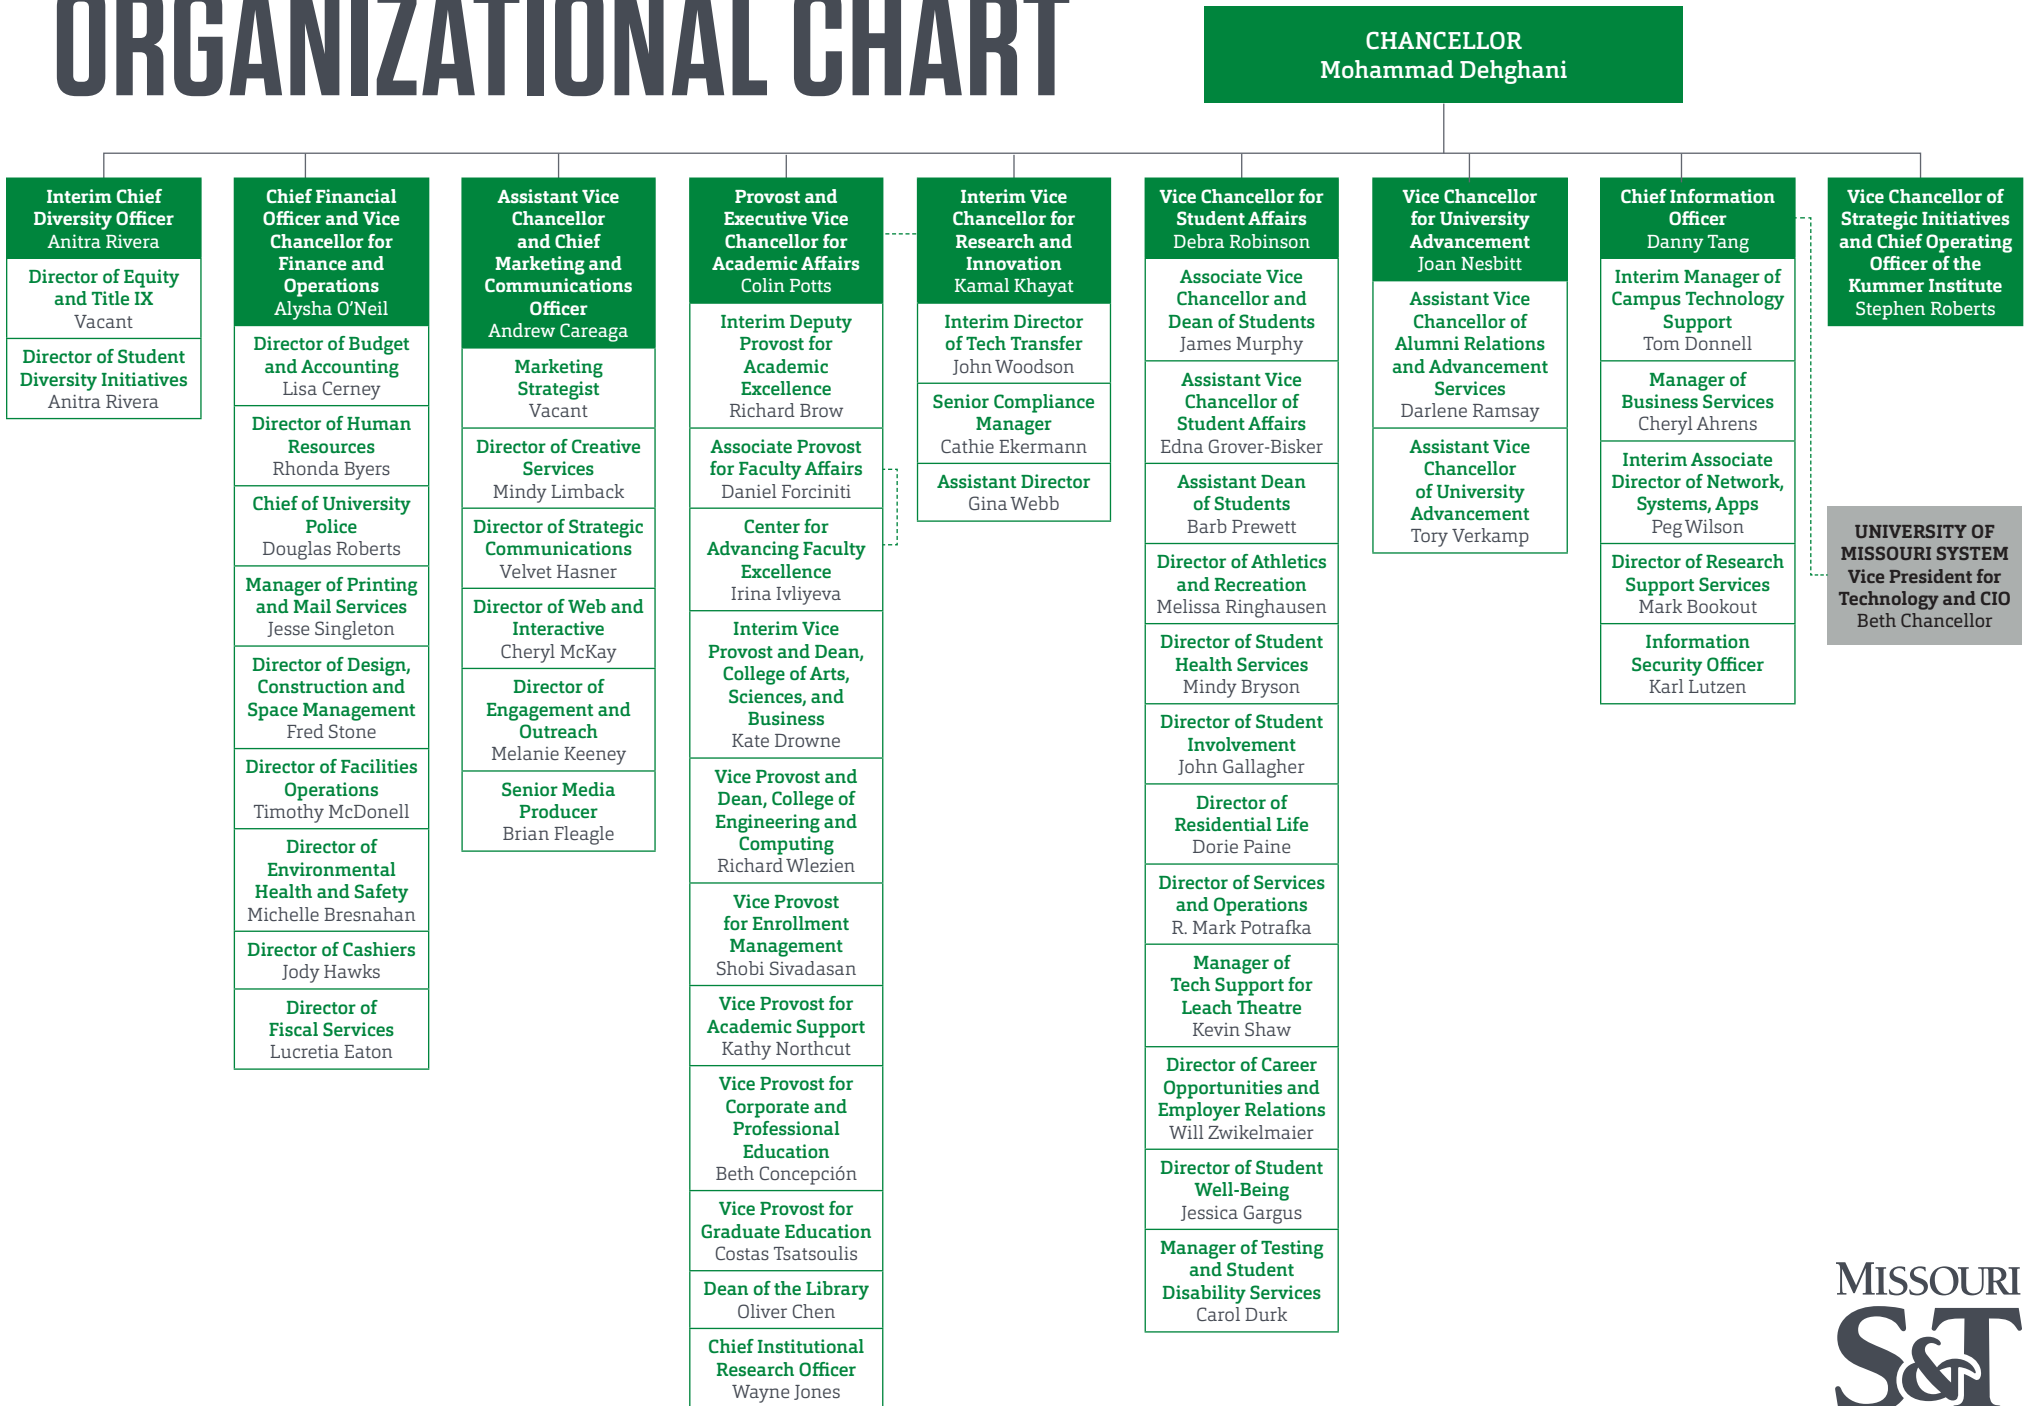 ORGANIZATIONAL CHART
CHANCELLOR
Mohammad Dehghani
Interim Chief
Diversity Officer
Anitra Rivera
Director of Equity
and Title IX
Vacant
Director of Student
Diversity Initiatives
Anitra Rivera
Chief Financial
Officer and Vice
Chancellor for
Finance and
Operations
Alysha O'Neil
Director of Budget
and Accounting
Lisa Cerney
Director of Human
Resources
Rhonda Byers
Chief of University
Police
Douglas Roberts
Manager of Printing
and Mail Services
Jesse Singleton
Director of Design,
Construction and
Space Management
Fred Stone
Director of Facilities
Operations
Timothy McDonell
Director of
Environmental
Health and Safety
Michelle Bresnahan
Director of Cashiers
Jody Hawks
Director of
Fiscal Services
Lucretia Eaton
Assistant Vice
Chancellor
and Chief
Marketing and
Communications
Officer
Andrew Careaga
Marketing
Strategist
Vacant
Director of Creative
Services
Mindy Limback
Director of Strategic
Communications
Velvet Hasner
Director of Web and
Interactive
Cheryl McKay
Director of
Engagement and
Outreach
Melanie Keeney
Senior Media
Producer
Brian Fleagle
Provost and
Executive Vice
Chancellor for
Academic Affairs
Colin Potts
Interim Deputy
Provost for
Academic
Excellence
Richard Brow
Associate Provost
for Faculty Affairs
Daniel Forciniti
Center for
Advancing Faculty
Excellence
Irina Ivliyeva
Interim Vice
Provost and Dean,
College of Arts,
Sciences, and
Business
Kate Drowne
Vice Provost and
Dean, College of
Engineering and
Computing
Richard Wlezien
Vice Provost
for Enrollment
Management
Shobi Sivadasan
Vice Provost for
Academic Support
Kathy Northcut
Vice Provost for
Corporate and
Professional
Education
Beth Concepción
Vice Provost for
Graduate Education
Costas Tsatsoulis
Dean of the Library
Oliver Chen
Chief Institutional
Research Officer
Wayne Jones
Interim Vice
Chancellor for
Research and
Innovation
Kamal Khayat
Interim Director
of Tech Transfer
John Woodson
Senior Compliance
Manager
Cathie Ekermann
Assistant Director
Gina Webb
Vice Chancellor for
Student Affairs
Debra Robinson
Associate Vice
Chancellor and
Dean of Students
James Murphy
Assistant Vice
Chancellor of
Student Affairs
Edna Grover-Bisker
Assistant Dean
of Students
Barb Prewett
Director of Athletics
and Recreation
Melissa Ringhausen
Director of Student
Health Services
Mindy Bryson
Director of Student
Involvement
John Gallagher
Director of
Residential Life
Dorie Paine
Director of Services
and Operations
R. Mark Potrafka
Manager of
Tech Support for
Leach Theatre
Kevin Shaw
Director of Career
Opportunities and
Employer Relations
Will Zwikelmaier
Director of Student
Well-Being
Jessica Gargus
Manager of Testing
and Student
Disability Services
Carol Durk
Vice Chancellor
for University
Advancement
Joan Nesbitt
Assistant Vice
Chancellor of
Alumni Relations
and Advancement
Services
Darlene Ramsay
Assistant Vice
Chancellor
of University
Advancement
Tory Verkamp
Chief Information
Officer
Danny Tang
Interim Manager of
Campus Technology
Support
Tom Donnell
Manager of
Business Services
Cheryl Ahrens
Interim Associate
Director of Network,
Systems, Apps
Peg Wilson
Director of Research
Support Services
Mark Bookout
Information
Security Officer
Karl Lutzen
Vice Chancellor of
Strategic Initiatives
and Chief Operating
Officer of the
Kummer Institute
Stephen Roberts
UNIVERSITY OF
MISSOURI SYSTEM
Vice President for
Technology and CIO
Beth Chancellor
MISSOURI
S&T